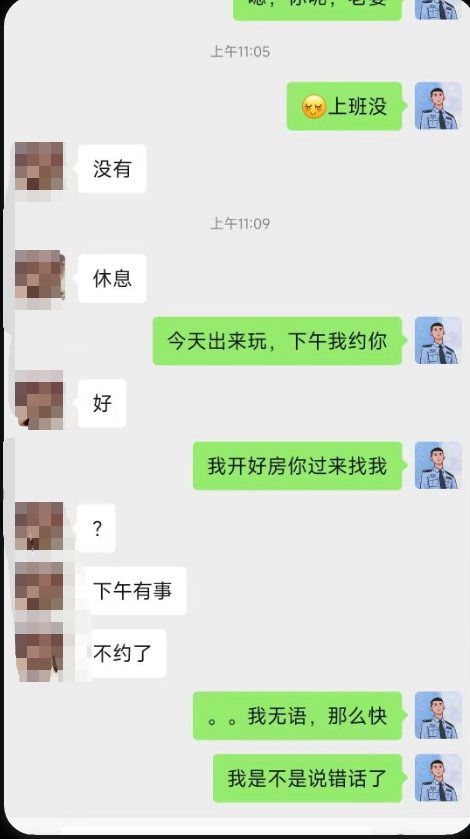 上午11:05
上班没
没有
上午11:09
休息
今天出来玩，下午我约你
好
我开好房你过来找我
?
下午有事
不约了
。。我无语，那么快
我是不是说错话了